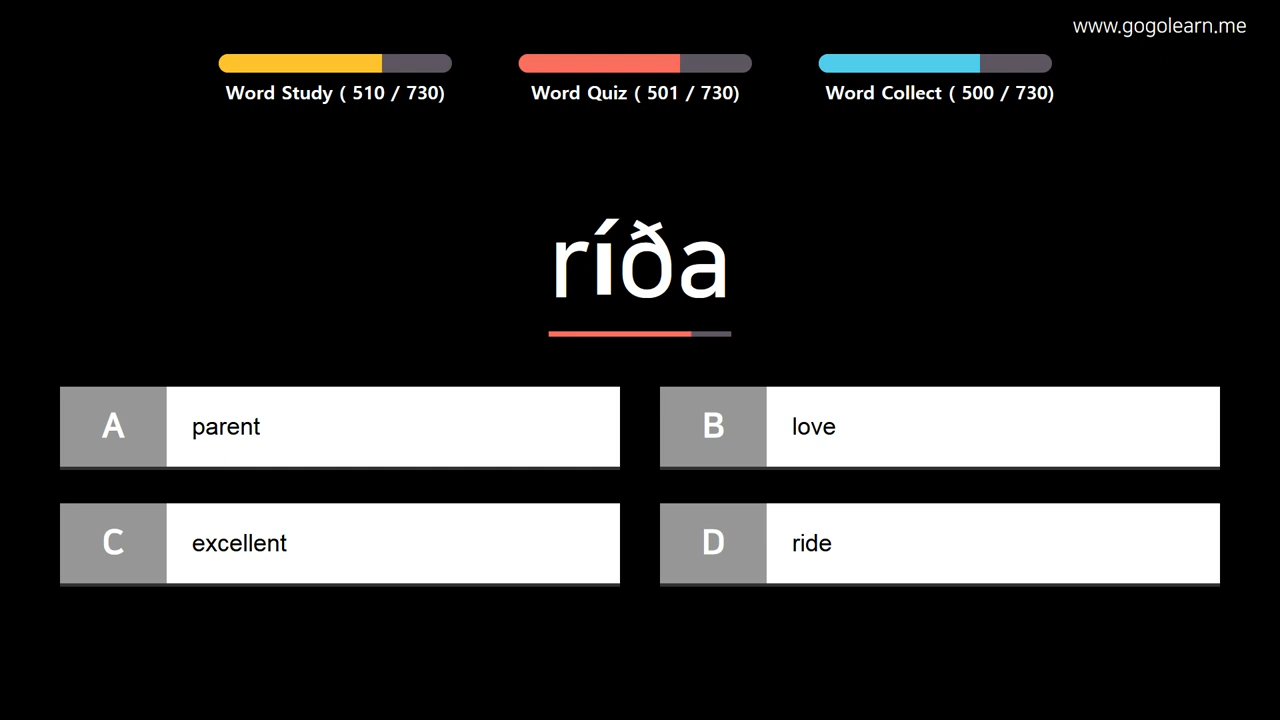 www.gogolearn.me
Word Study ( 510 / 730)
Word Quiz ( 501 / 730)
Word Collect ( 500 / 730)
ríða
A parent
B love
C excellent
D ride